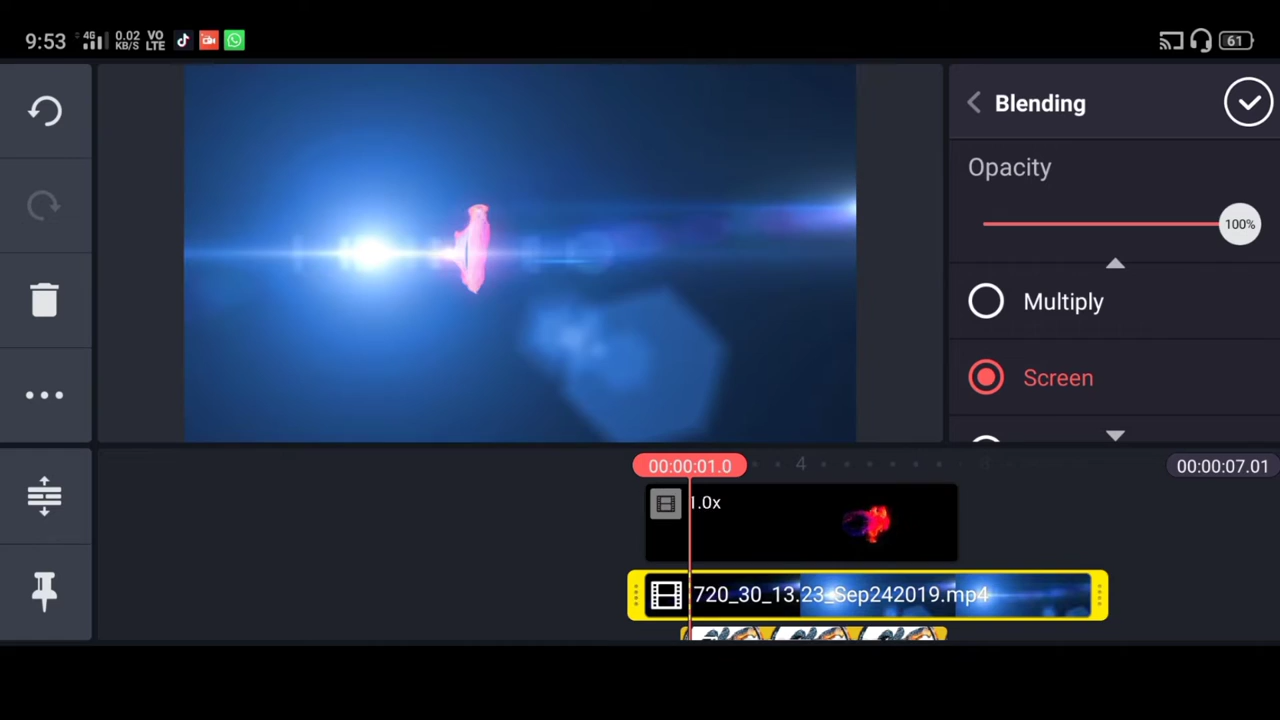 9:53 4G 0.02 KB/S VO LTE 61
Blending
Opacity
100%
Multiply
Screen
00:00:01.0
4
00:00:07.01
1.0x
720_30_13.23_Sep242019.mp4